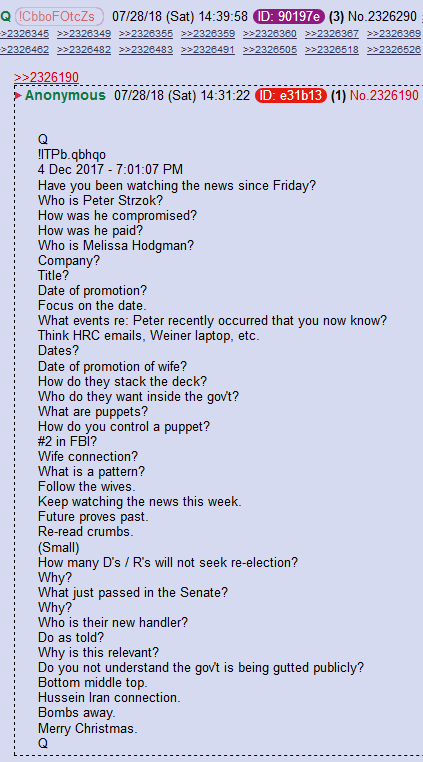 Q !CbboFOtcZs 07/28/18 (Sat) 14:39:58 ID: 90197e (3) No.2326290
>>2326345 >>2326349 >>2326355 >>2326359 >>2326360 >>2326367 >>2326369
>>2326462 >>2326482 >>2326483 >>2326491 >>2326505 >>2326518 >>2326536
>>2326190
Anonymous 07/28/18 (Sat) 14:31:22 ID: e31b13 (1) No.2326190
Q
!ITPb.qbhqo
4 Dec 2017 - 7:01:07 PM
Have you been watching the news since Friday?
Who is Peter Strzok?
How was he compromised?
How was he paid?
Who is Melissa Hodgman?
Company?
Title?
Date of promotion?
Focus on the date.
What events re: Peter recently occurred that you now know?
Think HRC emails, Weiner laptop, etc.
Dates?
Date of promotion of wife?
How do they stack the deck?
Who do they want inside the gov't?
What are puppets?
How do you control a puppet?
#2 in FBI?
Wife connection?
What is a pattern?
Follow the wives.
Keep watching the news this week.
Future proves past.
Re-read crumbs.
(Small)
How many D's / R's will not seek re-election?
Why?
What just passed in the Senate?
Why?
Who is their new handler?
Do as told?
Why is this relevant?
Do you not understand the gov't is being gutted publicly?
Bottom middle top.
Hussein Iran connection.
Bombs away.
Merry Christmas.
Q